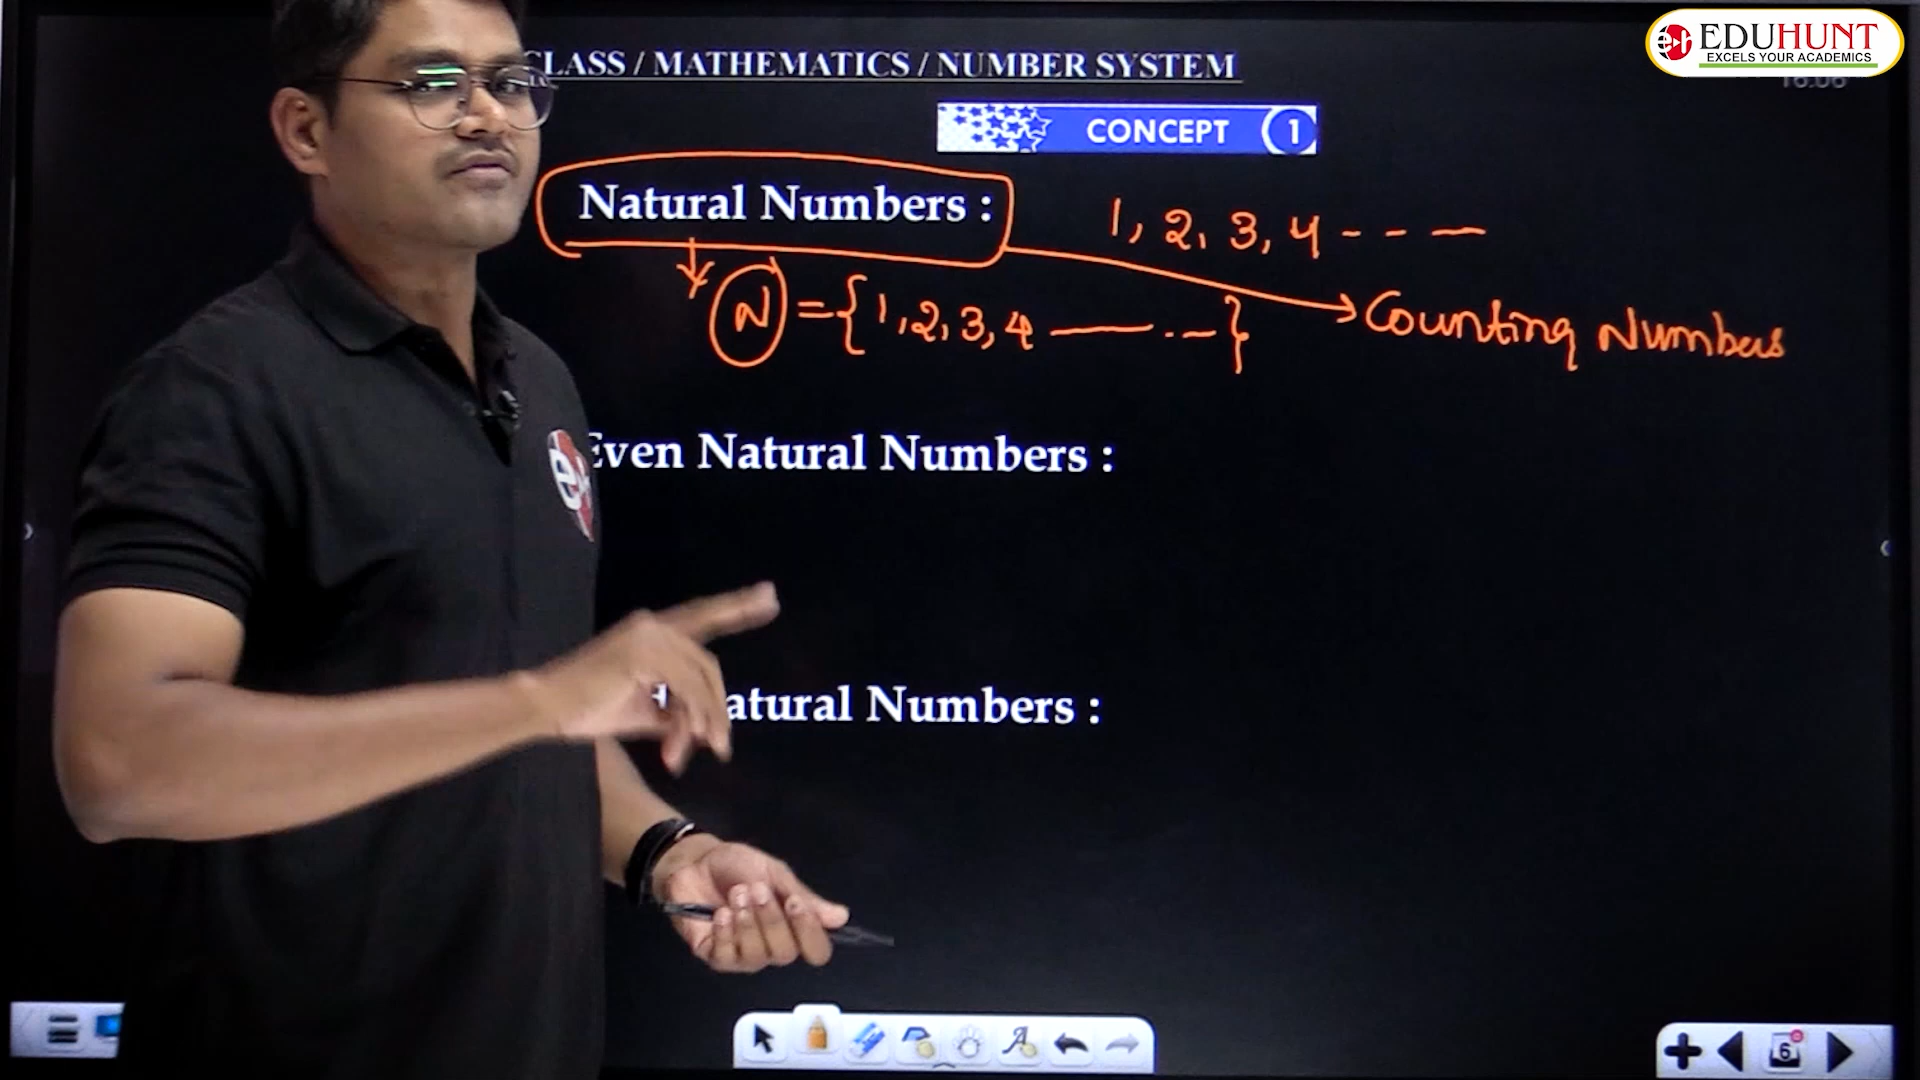 EDUHUNT
EXCELS YOUR ACADEMICS
CLASS / MATHEMATICS / NUMBER SYSTEM
CONCEPT 1
Natural Numbers : 1, 2, 3, 4 - - -
N = {1, 2, 3, 4 —— . . — }
Counting Numbers
Even Natural Numbers :
atural Numbers :
6